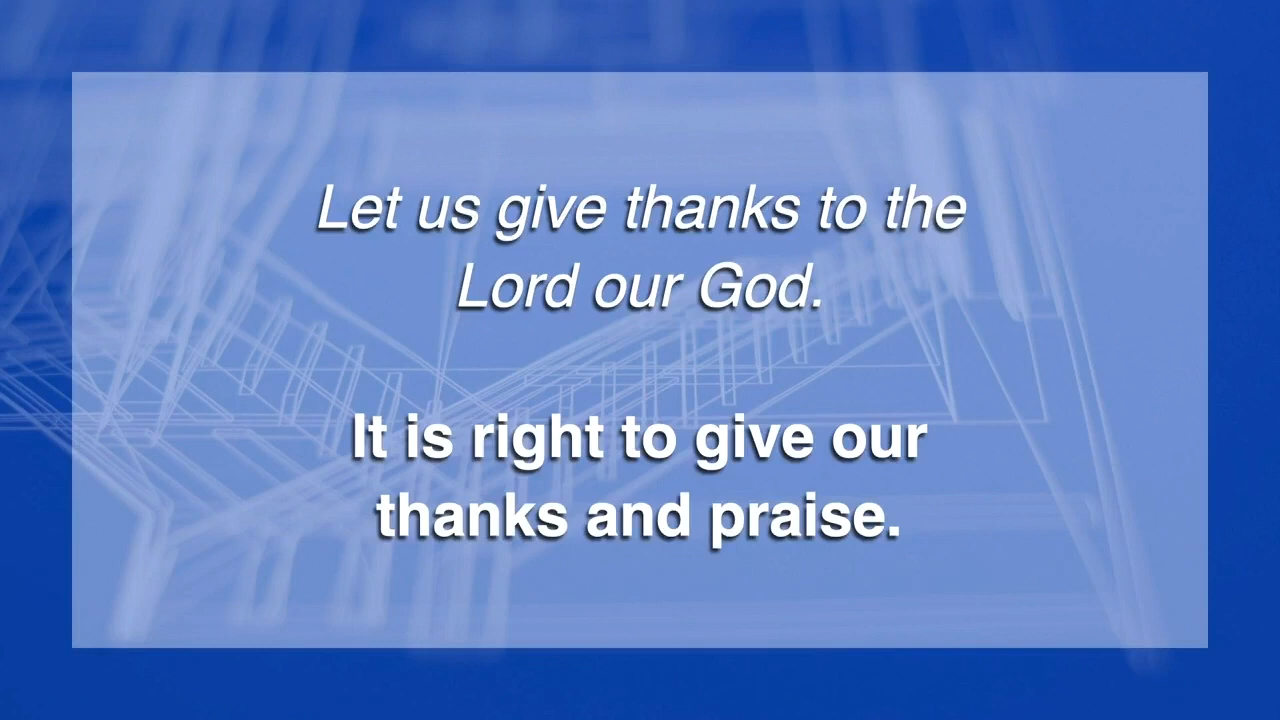 Let us give thanks to the
Lord our God.
It is right to give our
thanks and praise.